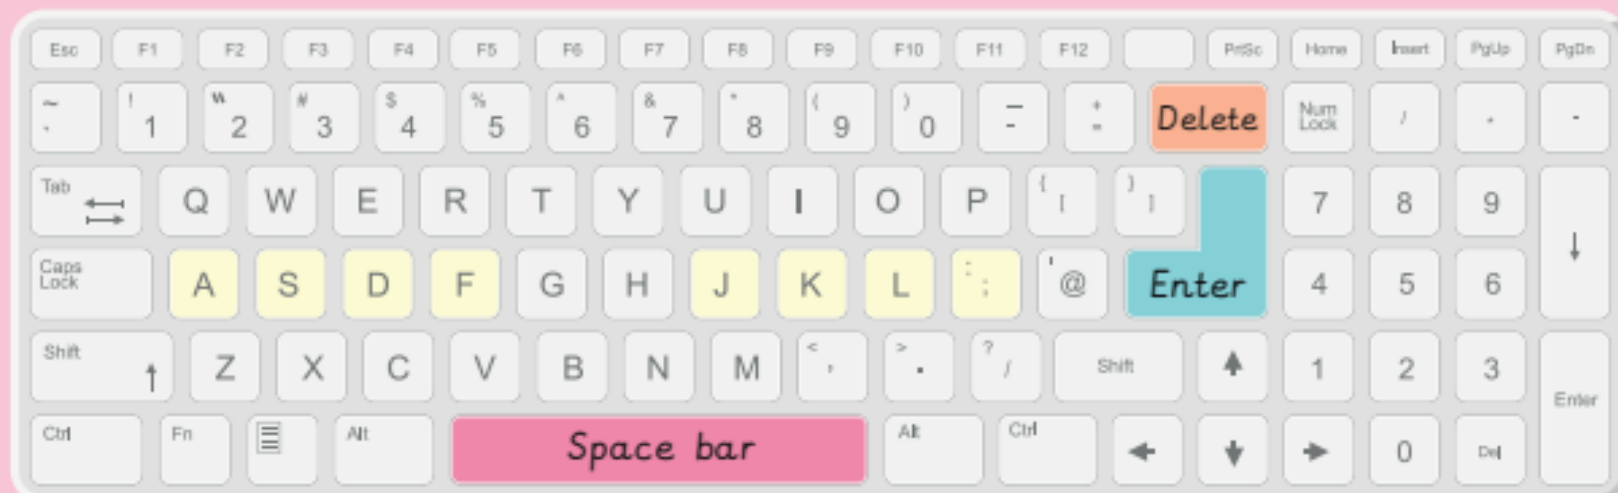 Esc F1 F2 F3 F4 F5 F6 F7 F8 F9 F10 F11 F12 PrtSc Home Insert PgUp PgDn
~ ` ! 1 " 2 # 3 $ 4 % 5 ^ 6 & 7 * 8 ( 9 ) 0 _ - + = Delete Num Lock / * -
Tab Q W E R T Y U I O P { [ } ] 7 8 9
Caps Lock A S D F G H J K L : ; ' @ Enter 4 5 6
Shift Z X C V B N M < , > . ? / Shift 1 2 3 Enter
Ctrl Fn Alt Space bar Alt Ctrl 0 Del